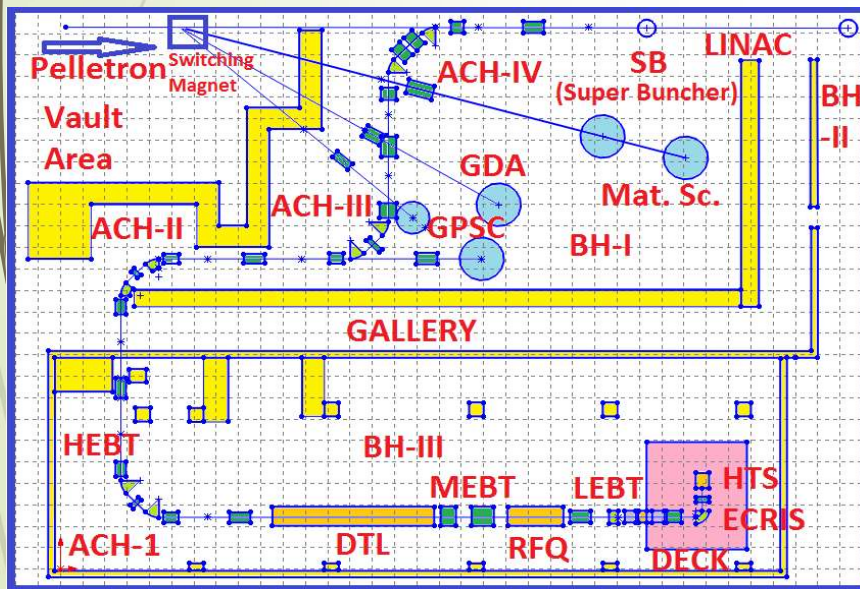 LINAC
Pelletron
Switching
Magnet
ACH-IV
SB
(Super Buncher)
BH
-II
Vault
Area
GDA
Mat. Sc.
ACH-II
ACH-III
GPSC
BH-I
GALLERY
HEBT
BH-III
MEBT
LEBT
HTS
ECRIS
ACH-1
DTL
RFQ
DECK